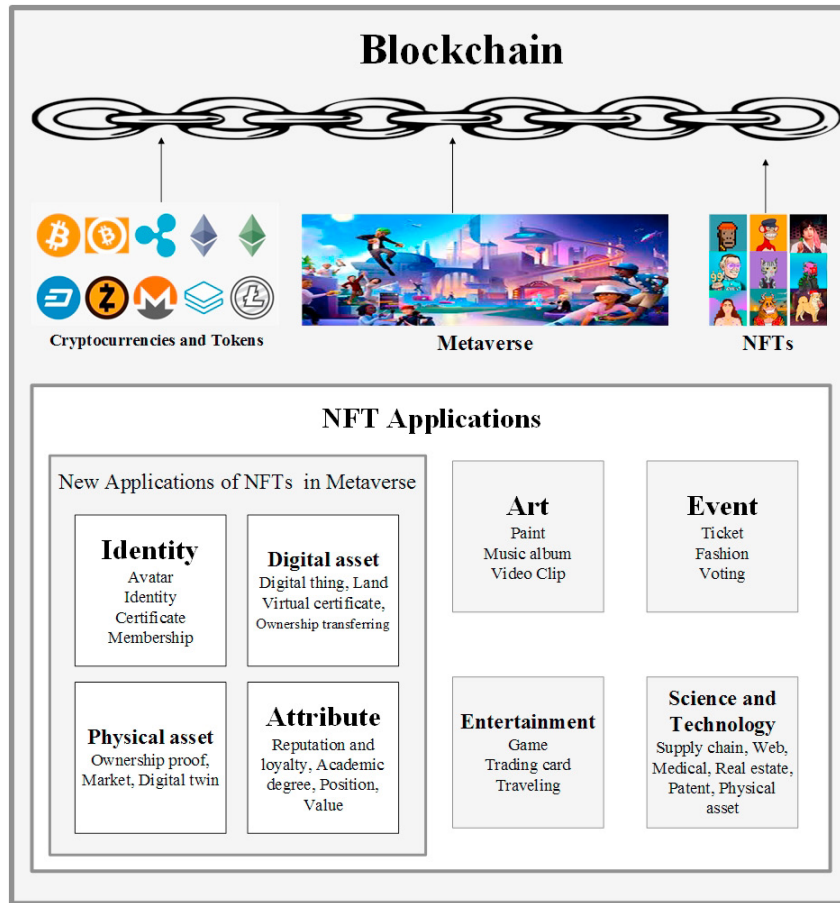 Blockchain
Cryptocurrencies and Tokens
Metaverse
NFTs
NFT Applications
New Applications of NFTs in Metaverse
Identity
Avatar
Identity
Certificate
Membership
Digital asset
Digital thing, Land
Virtual certificate,
Ownership transferring
Art
Paint
Music album
Video Clip
Event
Ticket
Fashion
Voting
Physical asset
Ownership proof,
Market, Digital twin
Attribute
Reputation and
loyalty, Academic
degree, Position,
Value
Entertainment
Game
Trading card
Traveling
Science and
Technology
Supply chain, Web,
Medical, Real estate,
Patent, Physical
asset